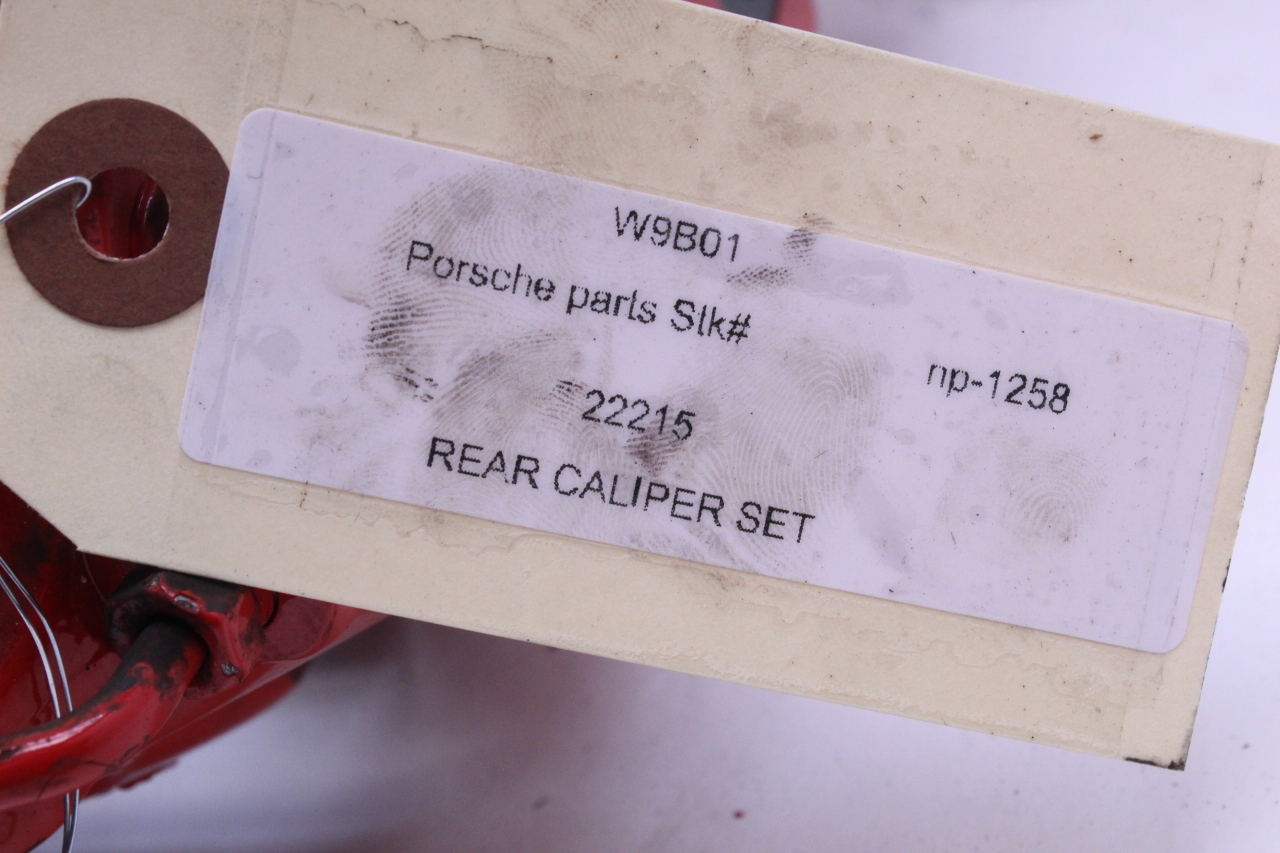 W9B01
Porsche parts Stk#
np-1258
22215
REAR CALIPER SET